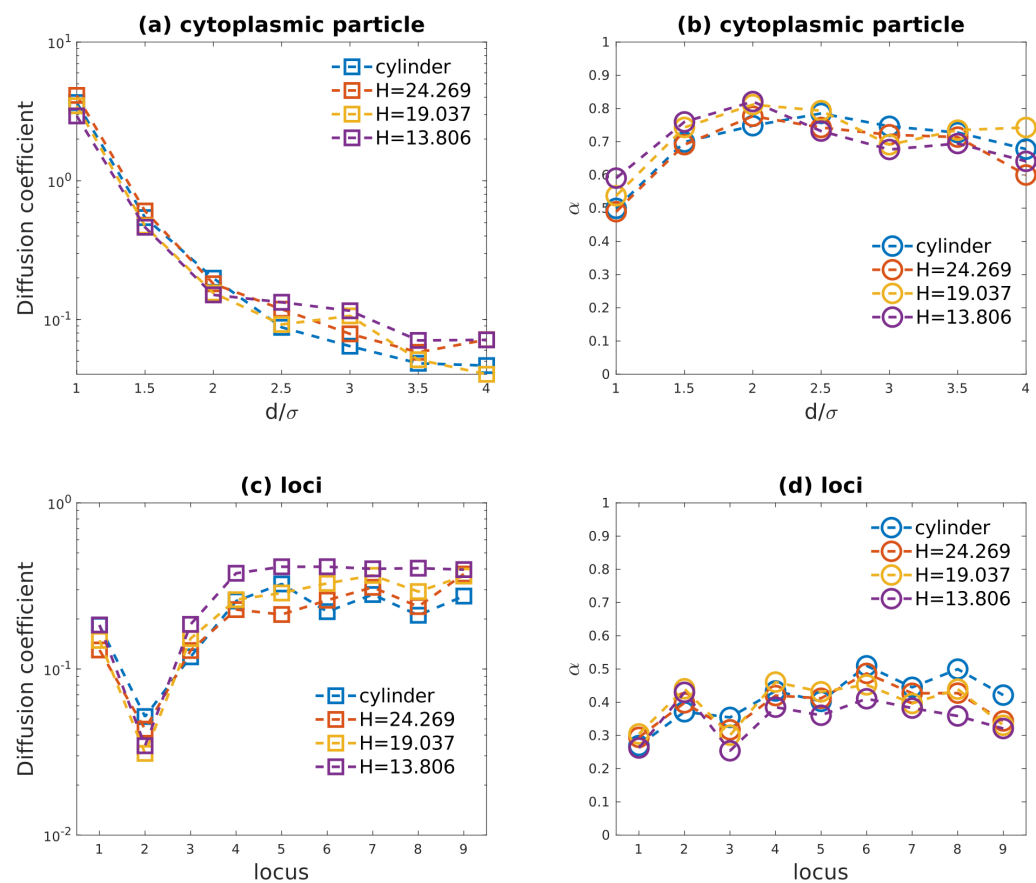 (a) cytoplasmic particle
Diffusion coefficient
10^1
10^0
10^-1
1 1.5 2 2.5 3 3.5 4
d/σ
cylinder
H=24.269
H=19.037
H=13.806
(b) cytoplasmic particle
α
1
0.9
0.8
0.7
0.6
0.5
0.4
0.3
0.2
0.1
0
1 1.5 2 2.5 3 3.5 4
d/σ
cylinder
H=24.269
H=19.037
H=13.806
(c) loci
Diffusion coefficient
10^0
10^-1
10^-2
1 2 3 4 5 6 7 8 9
locus
cylinder
H=24.269
H=19.037
H=13.806
(d) loci
α
1
0.9
0.8
0.7
0.6
0.5
0.4
0.3
0.2
0.1
0
1 2 3 4 5 6 7 8 9
locus
cylinder
H=24.269
H=19.037
H=13.806